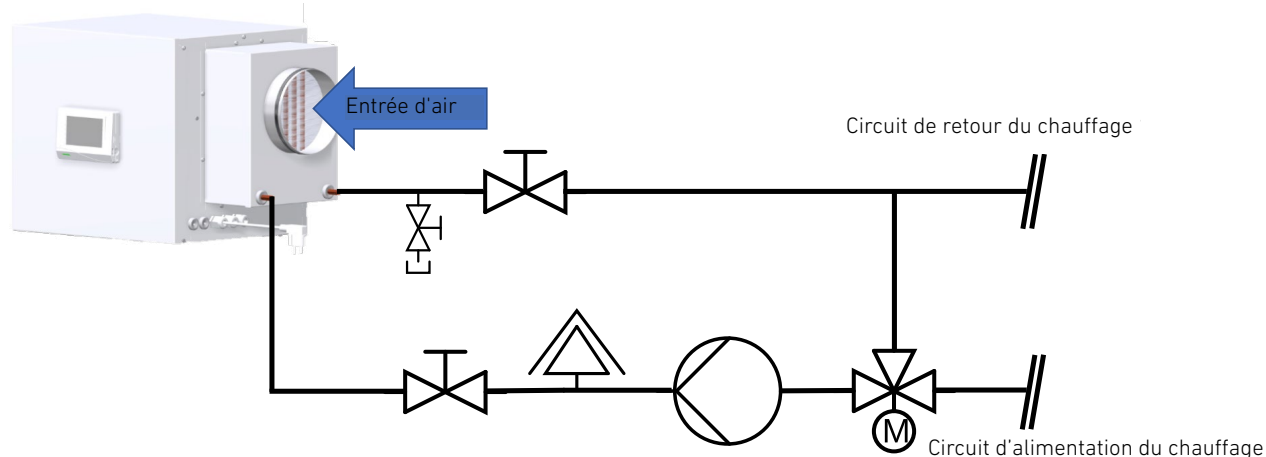 Entrée d'air
Circuit de retour du chauffage
M
Circuit d'alimentation du chauffage